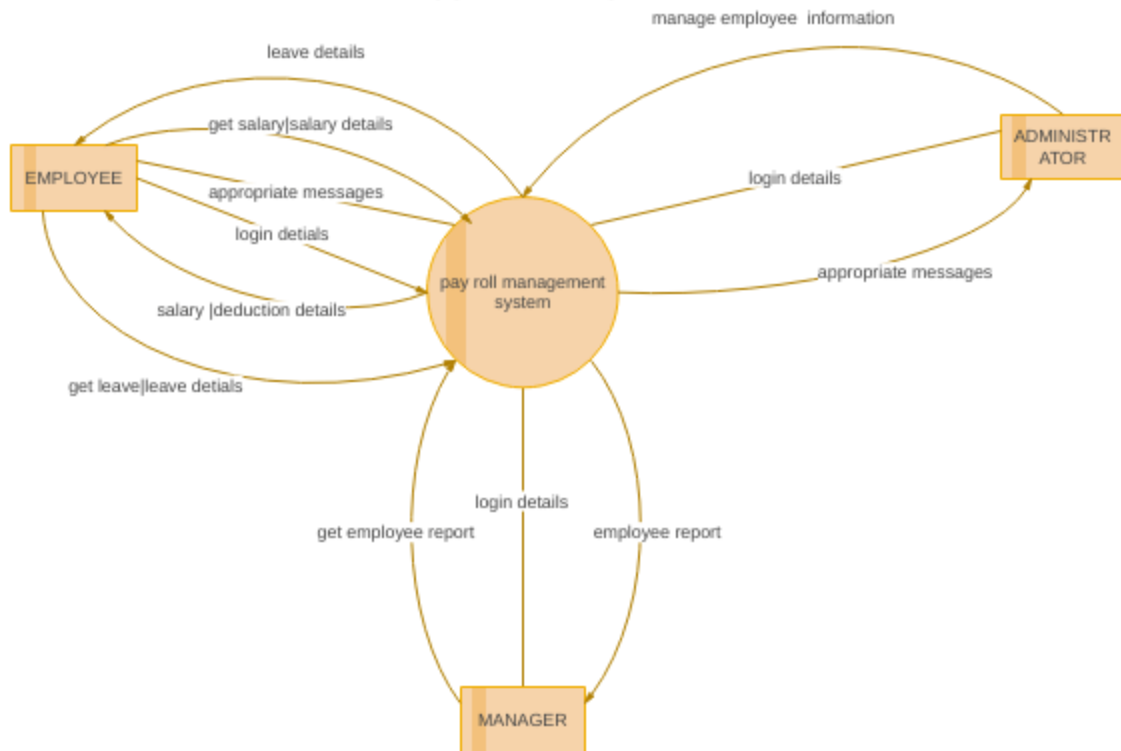 manage employee  information
leave details
get salary|salary details
ADMINISTR
ATOR
EMPLOYEE
login details
appropriate messages
login detials
appropriate messages
pay roll management
system
salary |deduction details
get leave|leave detials
login details
get employee report
employee report
MANAGER